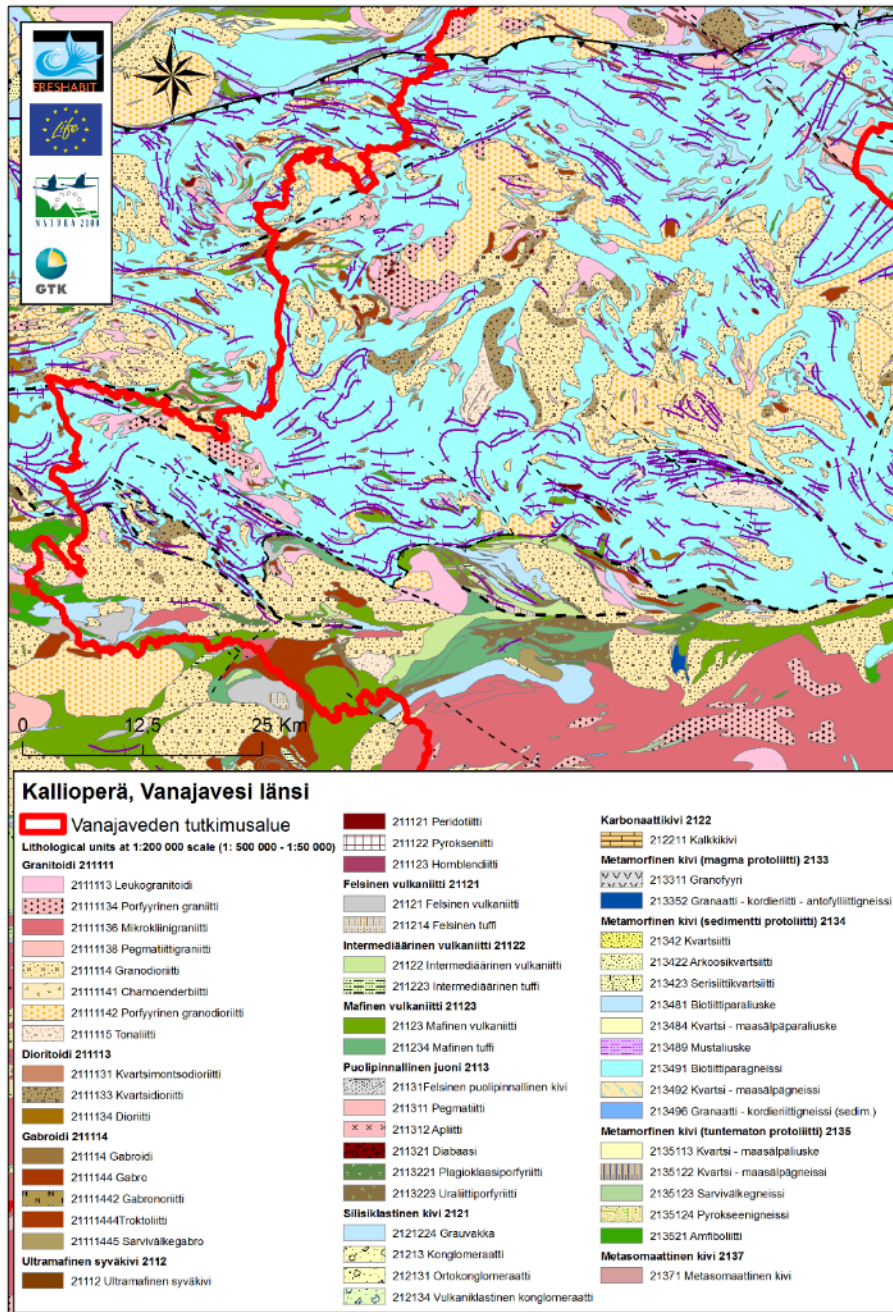 FRESHABIT
Life
NATURA 2000
GTK
0 12,5 25 Km
Kallioperä, Vanajavesi länsi
Vanajaveden tutkimusalue
Lithological units at 1:200 000 scale (1: 500 000 - 1:50 000)
Granitoidi 211111
2111113 Leukogranitoidi
21111134 Porfyyrinen graniitti
21111136 Mikrokliinigraniitti
21111138 Pegmatiittigraniitti
2111114 Granodioriitti
21111141 Charnoenderbiitti
21111142 Porfyyrinen granodioriitti
2111115 Tonaliitti
Dioritoidi 211113
2111131 Kvartsimontsodioriitti
2111133 Kvartsidioriitti
2111134 Dioriitti
Gabroidi 211114
211114 Gabroidi
2111144 Gabro
21111442 Gabronoriitti
21111444Troktoliitti
21111445 Sarvivälkegabro
Ultramafinen syväkivi 2112
21112 Ultramafinen syväkivi
211121 Peridotiitti
211122 Pyrokseniitti
211123 Hornblendiitti
Felsinen vulkaniitti 21121
21121 Felsinen vulkaniitti
211214 Felsinen tuffi
Intermediäärinen vulkaniitti 21122
21122 Intermediäärinen vulkaniitti
211223 Intermediäärinen tuffi
Mafinen vulkaniitti 21123
21123 Mafinen vulkaniitti
211234 Mafinen tuffi
Puolipinnallinen juoni 2113
21131Felsinen puolipinnallinen kivi
211311 Pegmatiitti
211312 Apliitti
211321 Diabaasi
2113221 Plagioklaasiporfyriitti
2113223 Uraliittiporfyriitti
Silisiklastinen kivi 2121
2121224 Grauvakka
21213 Konglomeraatti
212131 Ortokonglomeraatti
212134 Vulkaniklastinen konglomeraatti
Karbonaattikivi 2122
212211 Kalkkikivi
Metamorfinen kivi (magma protoliitti) 2133
213311 Granofyyri
213352 Granaatti - kordieriitti - antofylliittigneissi
Metamorfinen kivi (sedimentti protoliitti) 2134
21342 Kvartsiitti
213422 Arkoosikvartsiitti
213423 Serisiittikvartsiitti
213481 Biotiittiparaliuske
213484 Kvartsi - maasälpäparaliuske
213489 Mustaliuske
213491 Biotiittiparagneissi
213492 Kvartsi - maasälpägneissi
213496 Granaatti - kordieriittigneissi (sedim.)
Metamorfinen kivi (tuntematon protoliitti) 2135
2135113 Kvartsi - maasälpäliuske
2135122 Kvartsi - maasälpägneissi
2135123 Sarvivälkegneissi
2135124 Pyrokseenigneissi
213521 Amfiboliitti
Metasomaattinen kivi 2137
21371 Metasomaattinen kivi